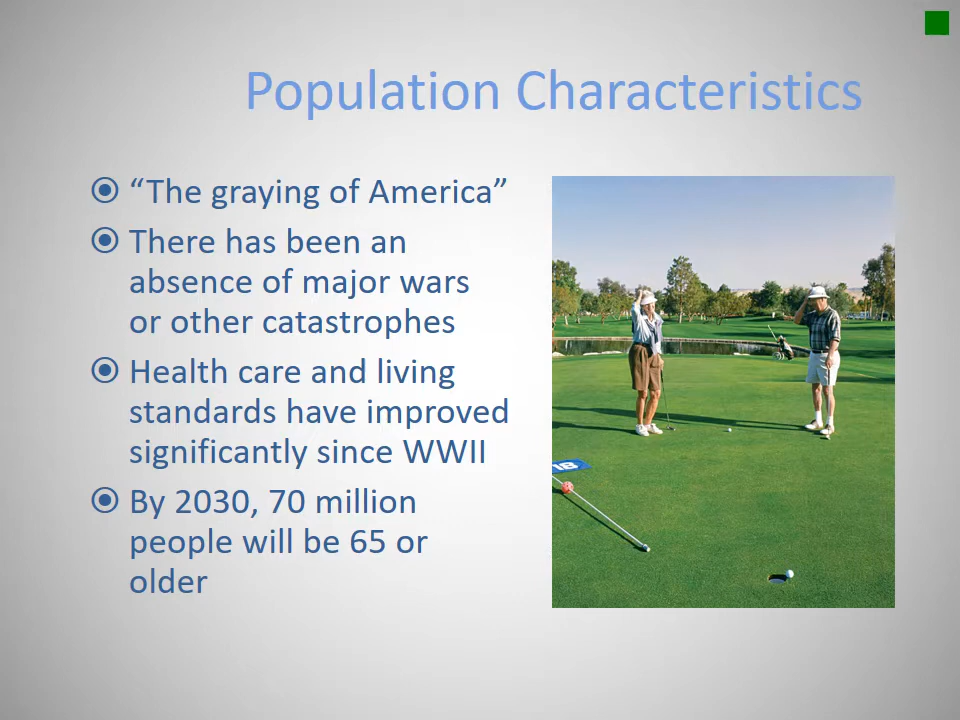 Population Characteristics
“The graying of America”
There has been an
absence of major wars
or other catastrophes
Health care and living
standards have improved
significantly since WWII
By 2030, 70 million
people will be 65 or
older
18